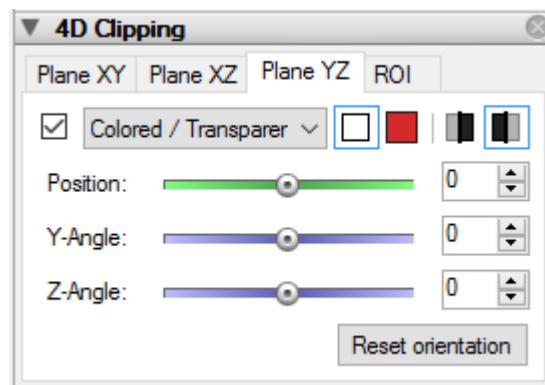 4D Clipping
Plane XY Plane XZ Plane YZ ROI
Colored / Transparer
Position: 0
Y-Angle: 0
Z-Angle: 0
Reset orientation